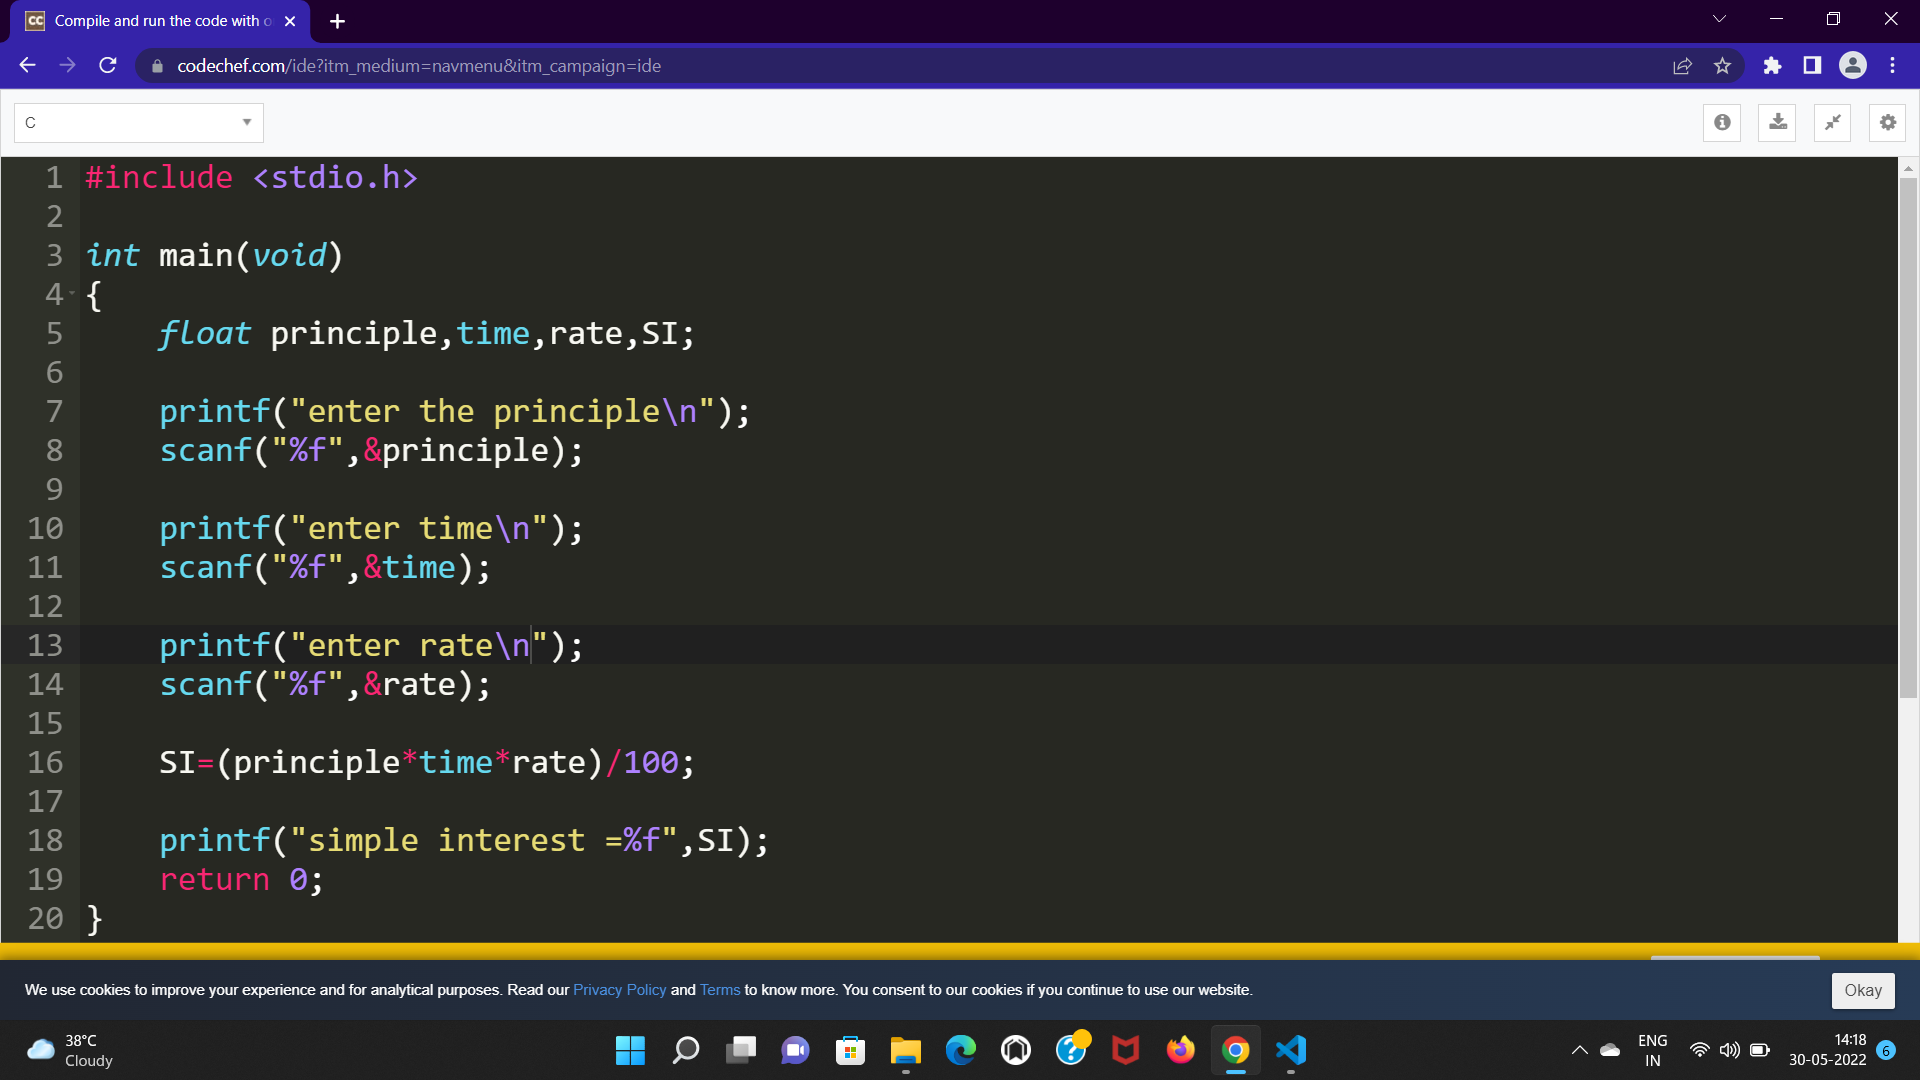 Compile and run the code with o
codechef.com/ide?itm_medium=navmenu&itm_campaign=ide
C
1 #include <stdio.h>
2
3 int main(void)
4 {
5     float principle,time,rate,SI;
6
7     printf("enter the principle\n");
8     scanf("%f",&principle);
9
10     printf("enter time\n");
11     scanf("%f",&time);
12
13     printf("enter rate\n");
14     scanf("%f",&rate);
15
16     SI=(principle*time*rate)/100;
17
18     printf("simple interest =%f",SI);
19     return 0;
20 }
We use cookies to improve your experience and for analytical purposes. Read our Privacy Policy and Terms to know more. You consent to our cookies if you continue to use our website.
Okay
38°C
Cloudy
ENG
IN
14:18
30-05-2022
6